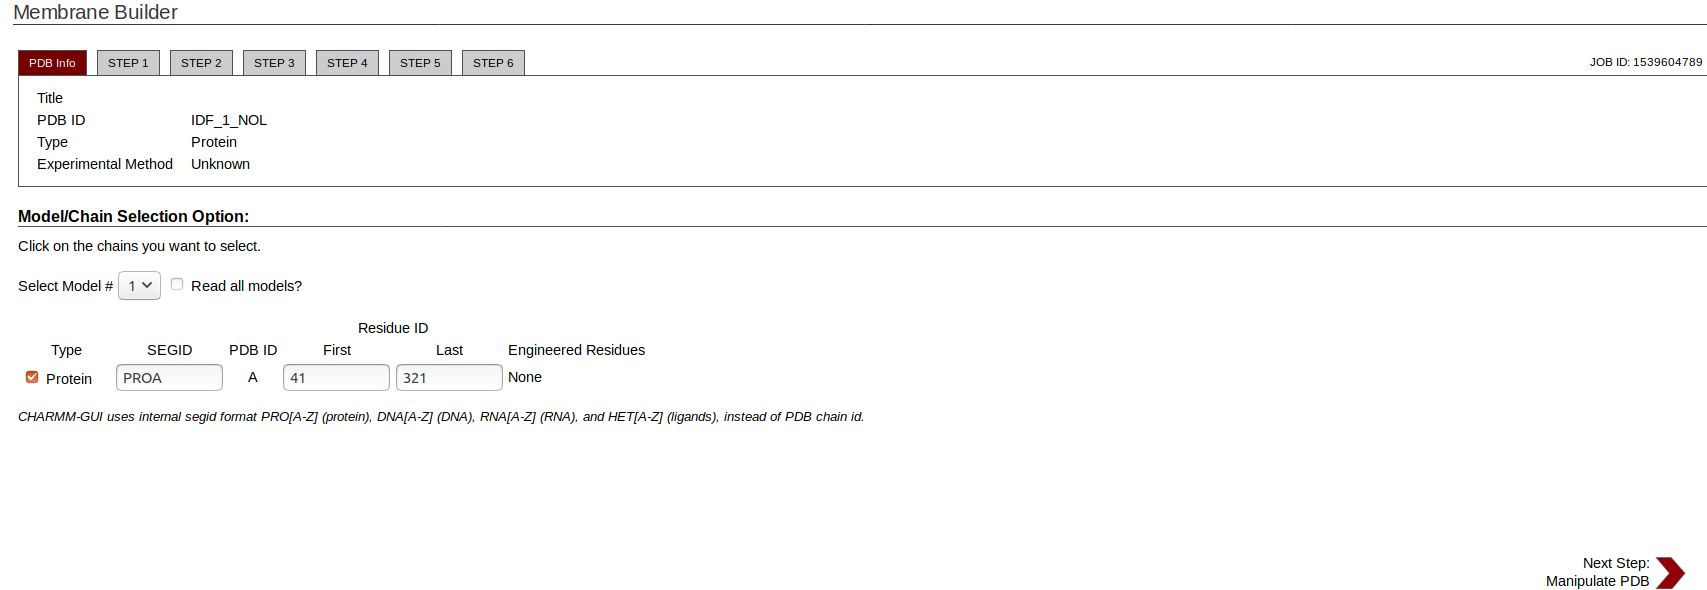 Membrane Builder
PDB Info STEP 1 STEP 2 STEP 3 STEP 4 STEP 5 STEP 6 JOB ID: 1539604789
Title
PDB ID IDF_1_NOL
Type Protein
Experimental Method Unknown
Model/Chain Selection Option:
Click on the chains you want to select.
Select Model # 1 Read all models?
Residue ID
Type SEGID PDB ID First Last Engineered Residues
Protein PROA A 41 321 None
CHARMM-GUI uses internal segid format PRO[A-Z] (protein), DNA[A-Z] (DNA), RNA[A-Z] (RNA), and HET[A-Z] (ligands), instead of PDB chain id.
Next Step:
Manipulate PDB